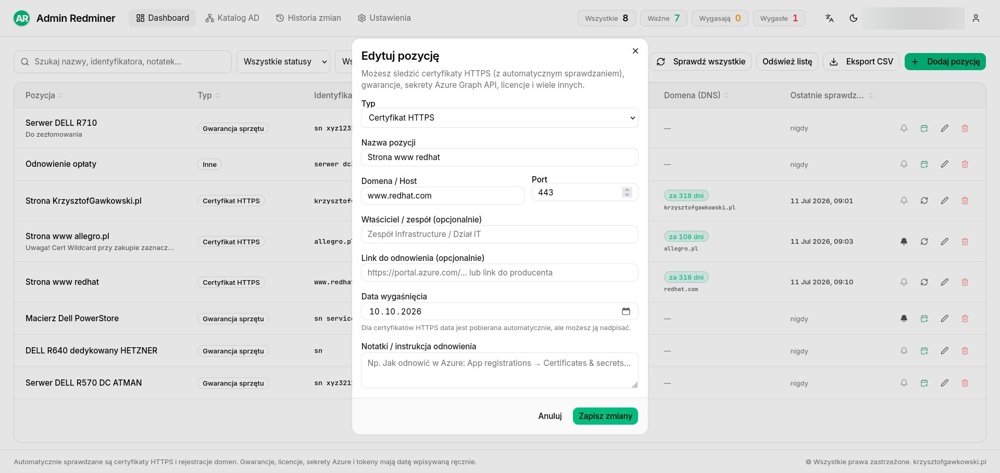 AR Admin Redminer Dashboard Katalog AD Historia zmian Ustawienia Wszystkie 8 Ważne 7 Wygasają 0 Wygasłe 1
Szukaj nazwy, identyfikatora, notatek... Wszystkie statusy Ws Sprawdź wszystkie Odśwież listę Eksport CSV + Dodaj pozycję
Pozycja Typ Identyfika Domena (DNS) Ostatnie sprawdz...
Serwer DELL R710 Gwarancja sprzętu sn xyz123 — nigdy
Do zezłomowania
Odnowienie opłaty Inne serwer dc — nigdy
Strona KrzysztofGawkowski.pl Certyfikat HTTPS krzysztof za 318 dni 11 Jul 2026, 09:01
krzysztofgawkowski.pl
Strona www allegro.pl Certyfikat HTTPS allegro.p za 108 dni 11 Jul 2026, 09:03
Uwaga! Cert Wildcard przy zakupie zaznacz... allegro.pl
Strona www redhat Certyfikat HTTPS www.redha za 318 dni 11 Jul 2026, 09:10
redhat.com
Macierz Dell PowerStore Gwarancja sprzętu sn servic — nigdy
DELL R640 dedykowany HETZNER Gwarancja sprzętu sn — nigdy
Serwer DELL R570 DC ATMAN Gwarancja sprzętu sn xyz321 — nigdy
Edytuj pozycję
Możesz śledzić certyfikaty HTTPS (z automatycznym sprawdzaniem),
gwarancje, sekrety Azure Graph API, licencje i wiele innych.
Typ
Certyfikat HTTPS
Nazwa pozycji
Strona www redhat
Domena / Host Port
www.redhat.com 443
Właściciel / zespół (opcjonalnie)
Zespół Infrastructure / Dział IT
Link do odnowienia (opcjonalnie)
https://portal.azure.com/... lub link do producenta
Data wygaśnięcia
10.10.2026
Dla certyfikatów HTTPS data jest pobierana automatycznie, ale możesz ją nadpisać.
Notatki / instrukcja odnowienia
Np. Jak odnowić w Azure: App registrations → Certificates & secrets...
Anuluj Zapisz zmiany
Automatycznie sprawdzane są certyfikaty HTTPS i rejestracje domen. Gwarancje, licencje, sekrety Azure i tokeny mają datę wpisywaną ręcznie. © Wszystkie prawa zastrzeżone. krzysztofgawkowski.pl